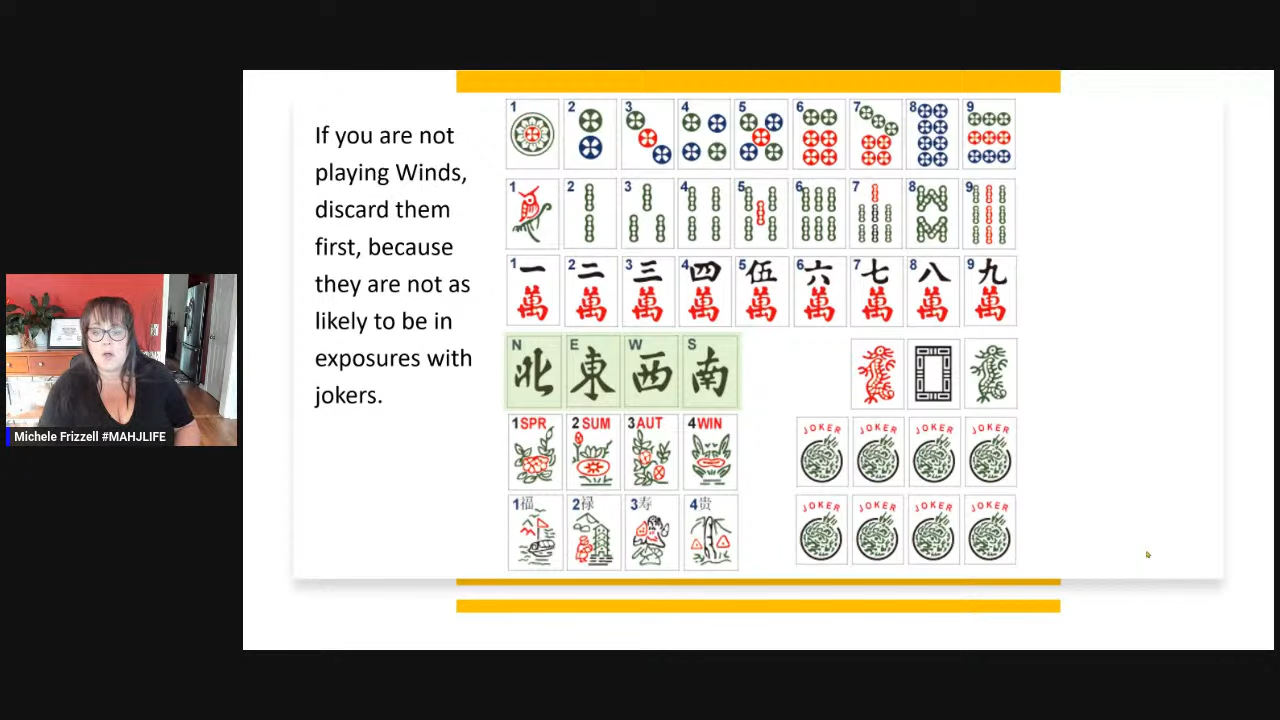 If you are not
playing Winds,
discard them
first, because
they are not as
likely to be in
exposures with
jokers.
1 2 3 4 5 6 7 8 9
1 2 3 4 5 6 7 8 9
1 2 3 4 5 6 7 8 9
一 二 三 四 伍 六 七 八 九
萬 萬 萬 萬 萬 萬 萬 萬 萬
N E W S
北 東 西 南
1 SPR 2 SUM 3 AUT 4 WIN
JOKER JOKER JOKER JOKER
1福 2禄 3寿 4贵
JOKER JOKER JOKER JOKER
Michele Frizzell #MAHJLIFE